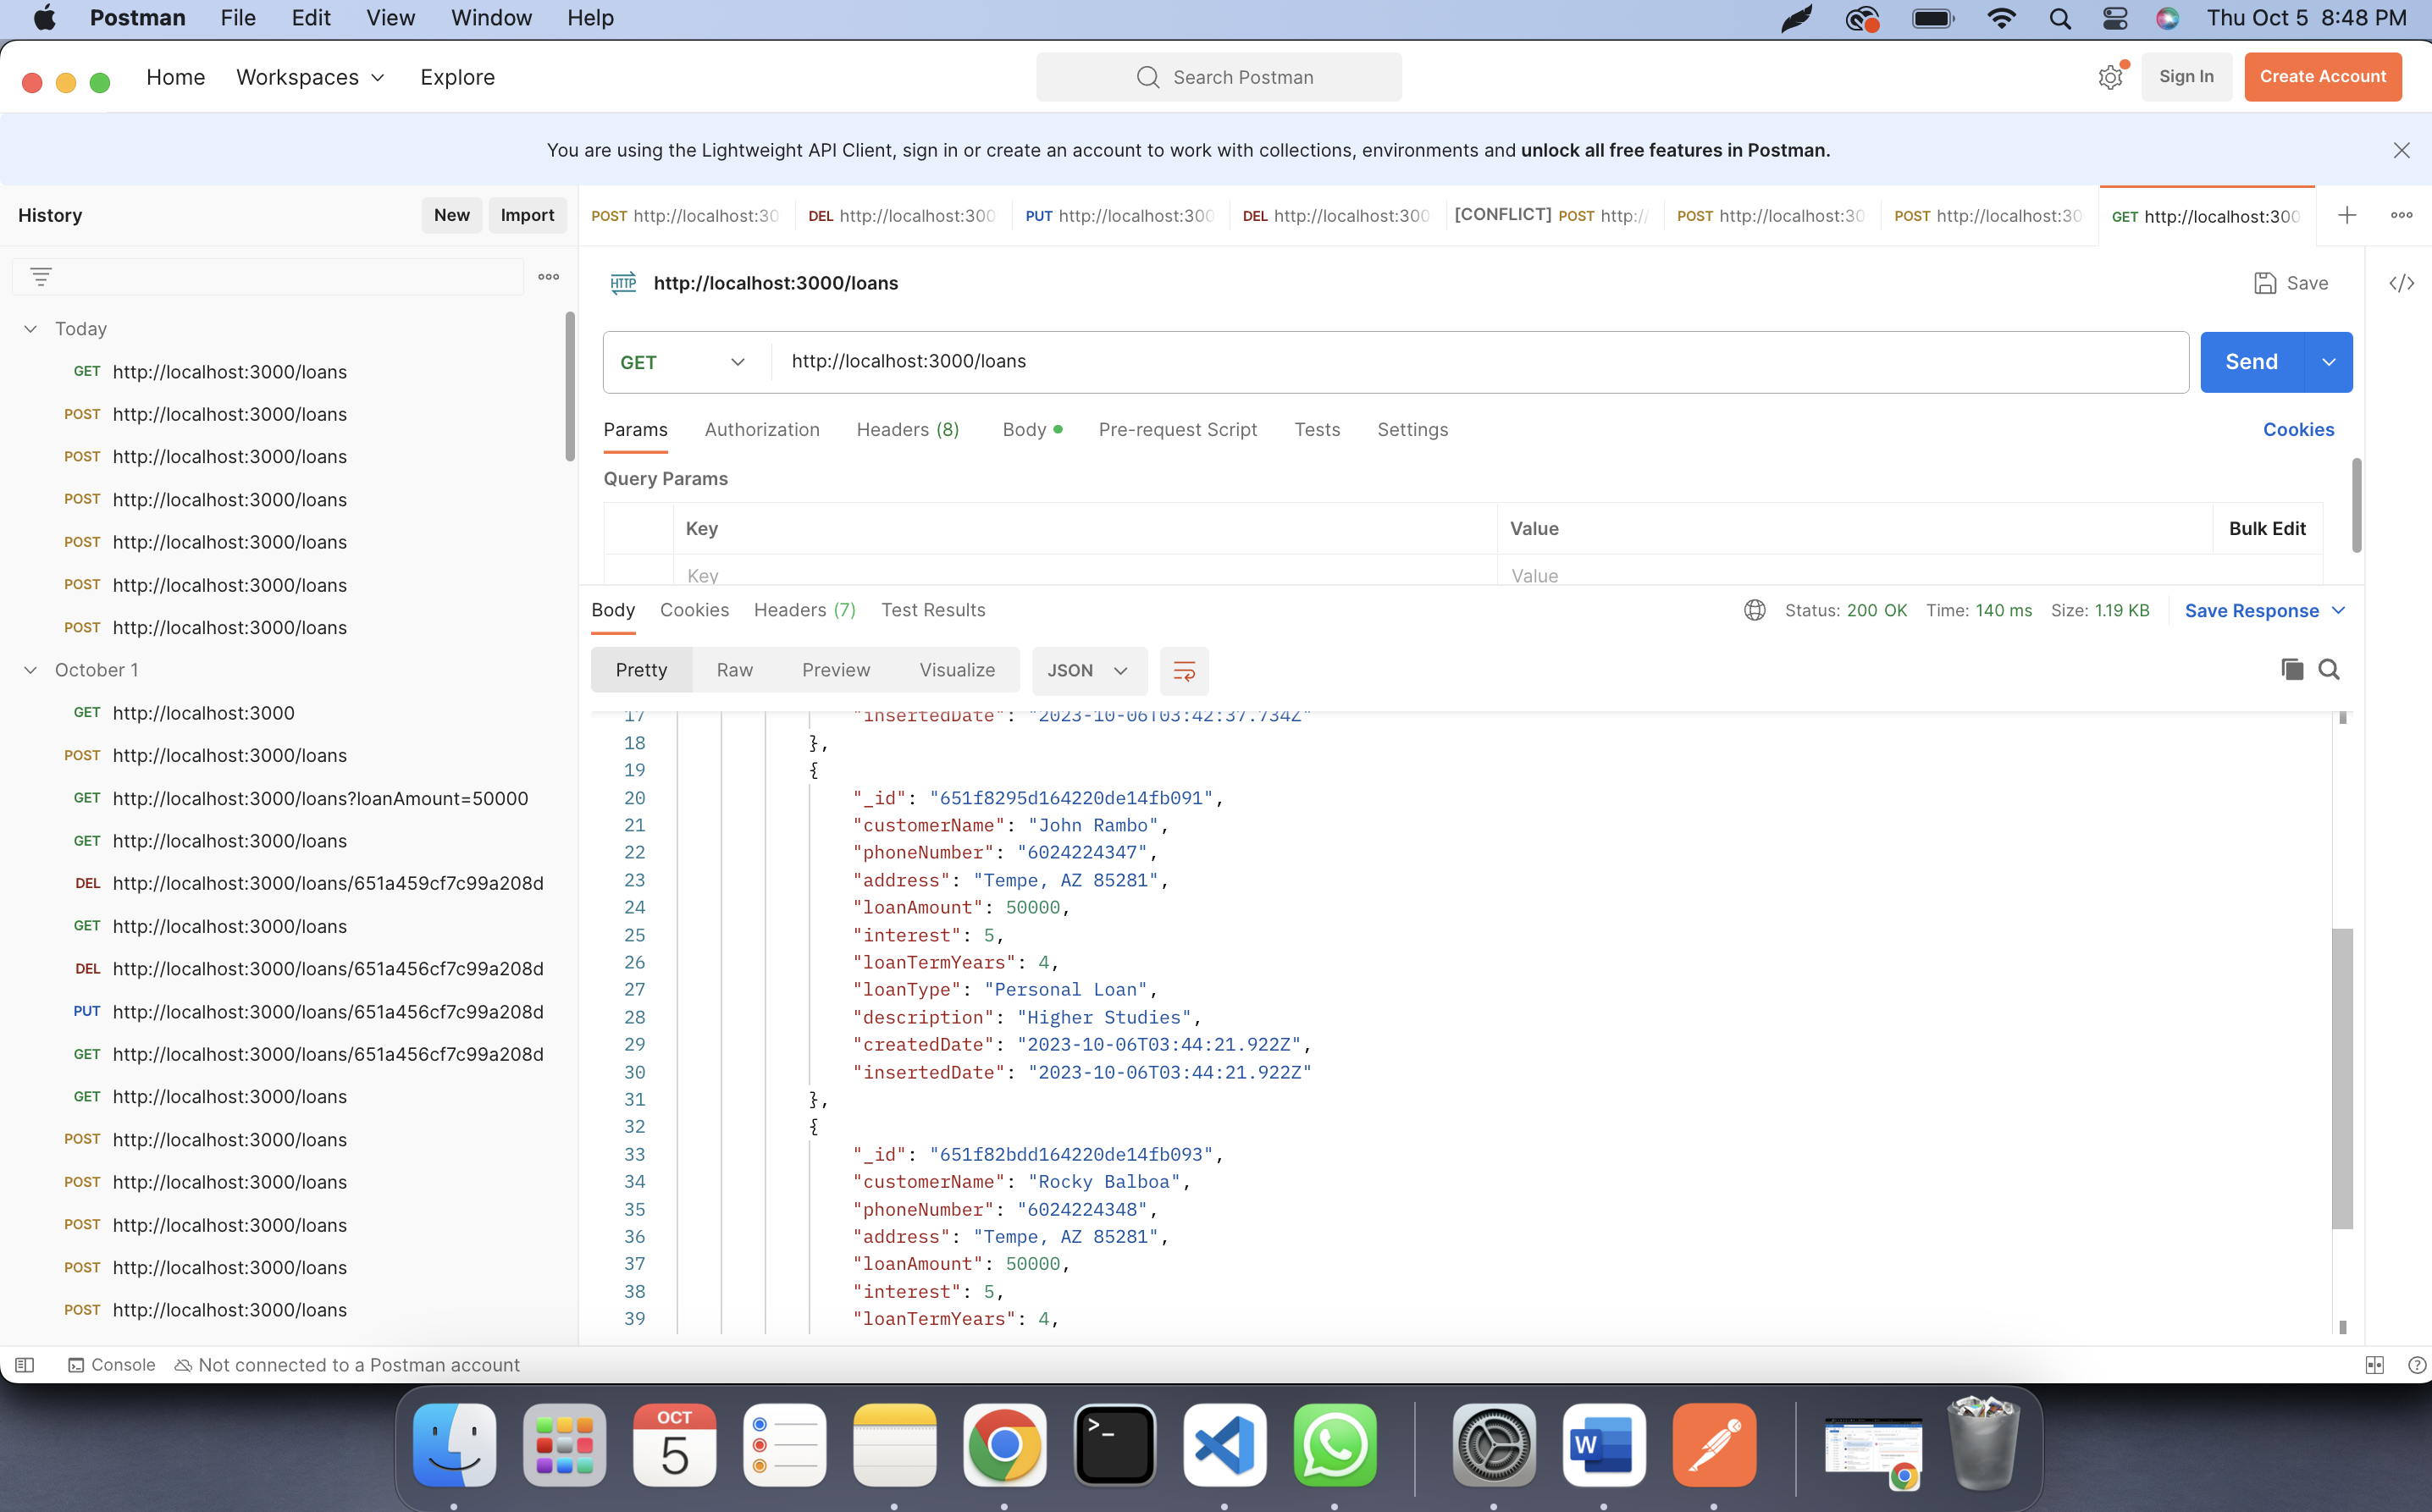 Postman File Edit View Window Help Thu Oct 5 8:48 PM
Home Workspaces Explore Search Postman Sign In Create Account
You are using the Lightweight API Client, sign in or create an account to work with collections, environments and unlock all free features in Postman.
History New Import
POST http://localhost:30 DEL http://localhost:300 PUT http://localhost:300 DEL http://localhost:300 [CONFLICT] POST http:// POST http://localhost:30 POST http://localhost:30 GET http://localhost:300
Today
GET http://localhost:3000/loans
POST http://localhost:3000/loans
POST http://localhost:3000/loans
POST http://localhost:3000/loans
POST http://localhost:3000/loans
POST http://localhost:3000/loans
POST http://localhost:3000/loans
October 1
GET http://localhost:3000
POST http://localhost:3000/loans
GET http://localhost:3000/loans?loanAmount=50000
GET http://localhost:3000/loans
DEL http://localhost:3000/loans/651a459cf7c99a208d
GET http://localhost:3000/loans
DEL http://localhost:3000/loans/651a456cf7c99a208d
PUT http://localhost:3000/loans/651a456cf7c99a208d
GET http://localhost:3000/loans/651a456cf7c99a208d
GET http://localhost:3000/loans
POST http://localhost:3000/loans
POST http://localhost:3000/loans
POST http://localhost:3000/loans
POST http://localhost:3000/loans
POST http://localhost:3000/loans
HTTP http://localhost:3000/loans Save </>
GET http://localhost:3000/loans Send
Params Authorization Headers (8) Body Pre-request Script Tests Settings Cookies
Query Params
Key Value Bulk Edit
Key Value
Body Cookies Headers (7) Test Results Status: 200 OK Time: 140 ms Size: 1.19 KB Save Response
Pretty Raw Preview Visualize JSON
17 "insertedDate": "2023-10-06T03:42:37.734Z"
18 },
19 {
20 "_id": "651f8295d164220de14fb091",
21 "customerName": "John Rambo",
22 "phoneNumber": "6024224347",
23 "address": "Tempe, AZ 85281",
24 "loanAmount": 50000,
25 "interest": 5,
26 "loanTermYears": 4,
27 "loanType": "Personal Loan",
28 "description": "Higher Studies",
29 "createdDate": "2023-10-06T03:44:21.922Z",
30 "insertedDate": "2023-10-06T03:44:21.922Z"
31 },
32 {
33 "_id": "651f82bdd164220de14fb093",
34 "customerName": "Rocky Balboa",
35 "phoneNumber": "6024224348",
36 "address": "Tempe, AZ 85281",
37 "loanAmount": 50000,
38 "interest": 5,
39 "loanTermYears": 4,
Console Not connected to a Postman account
OCT
5
>_
W